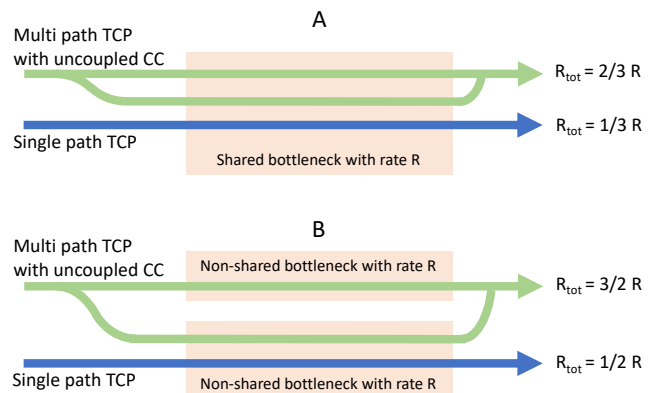 A
Multi path TCP
with uncoupled CC
R_tot = 2/3 R
R_tot = 1/3 R
Single path TCP
Shared bottleneck with rate R
B
Multi path TCP
with uncoupled CC
Non-shared bottleneck with rate R
R_tot = 3/2 R
R_tot = 1/2 R
Single path TCP
Non-shared bottleneck with rate R